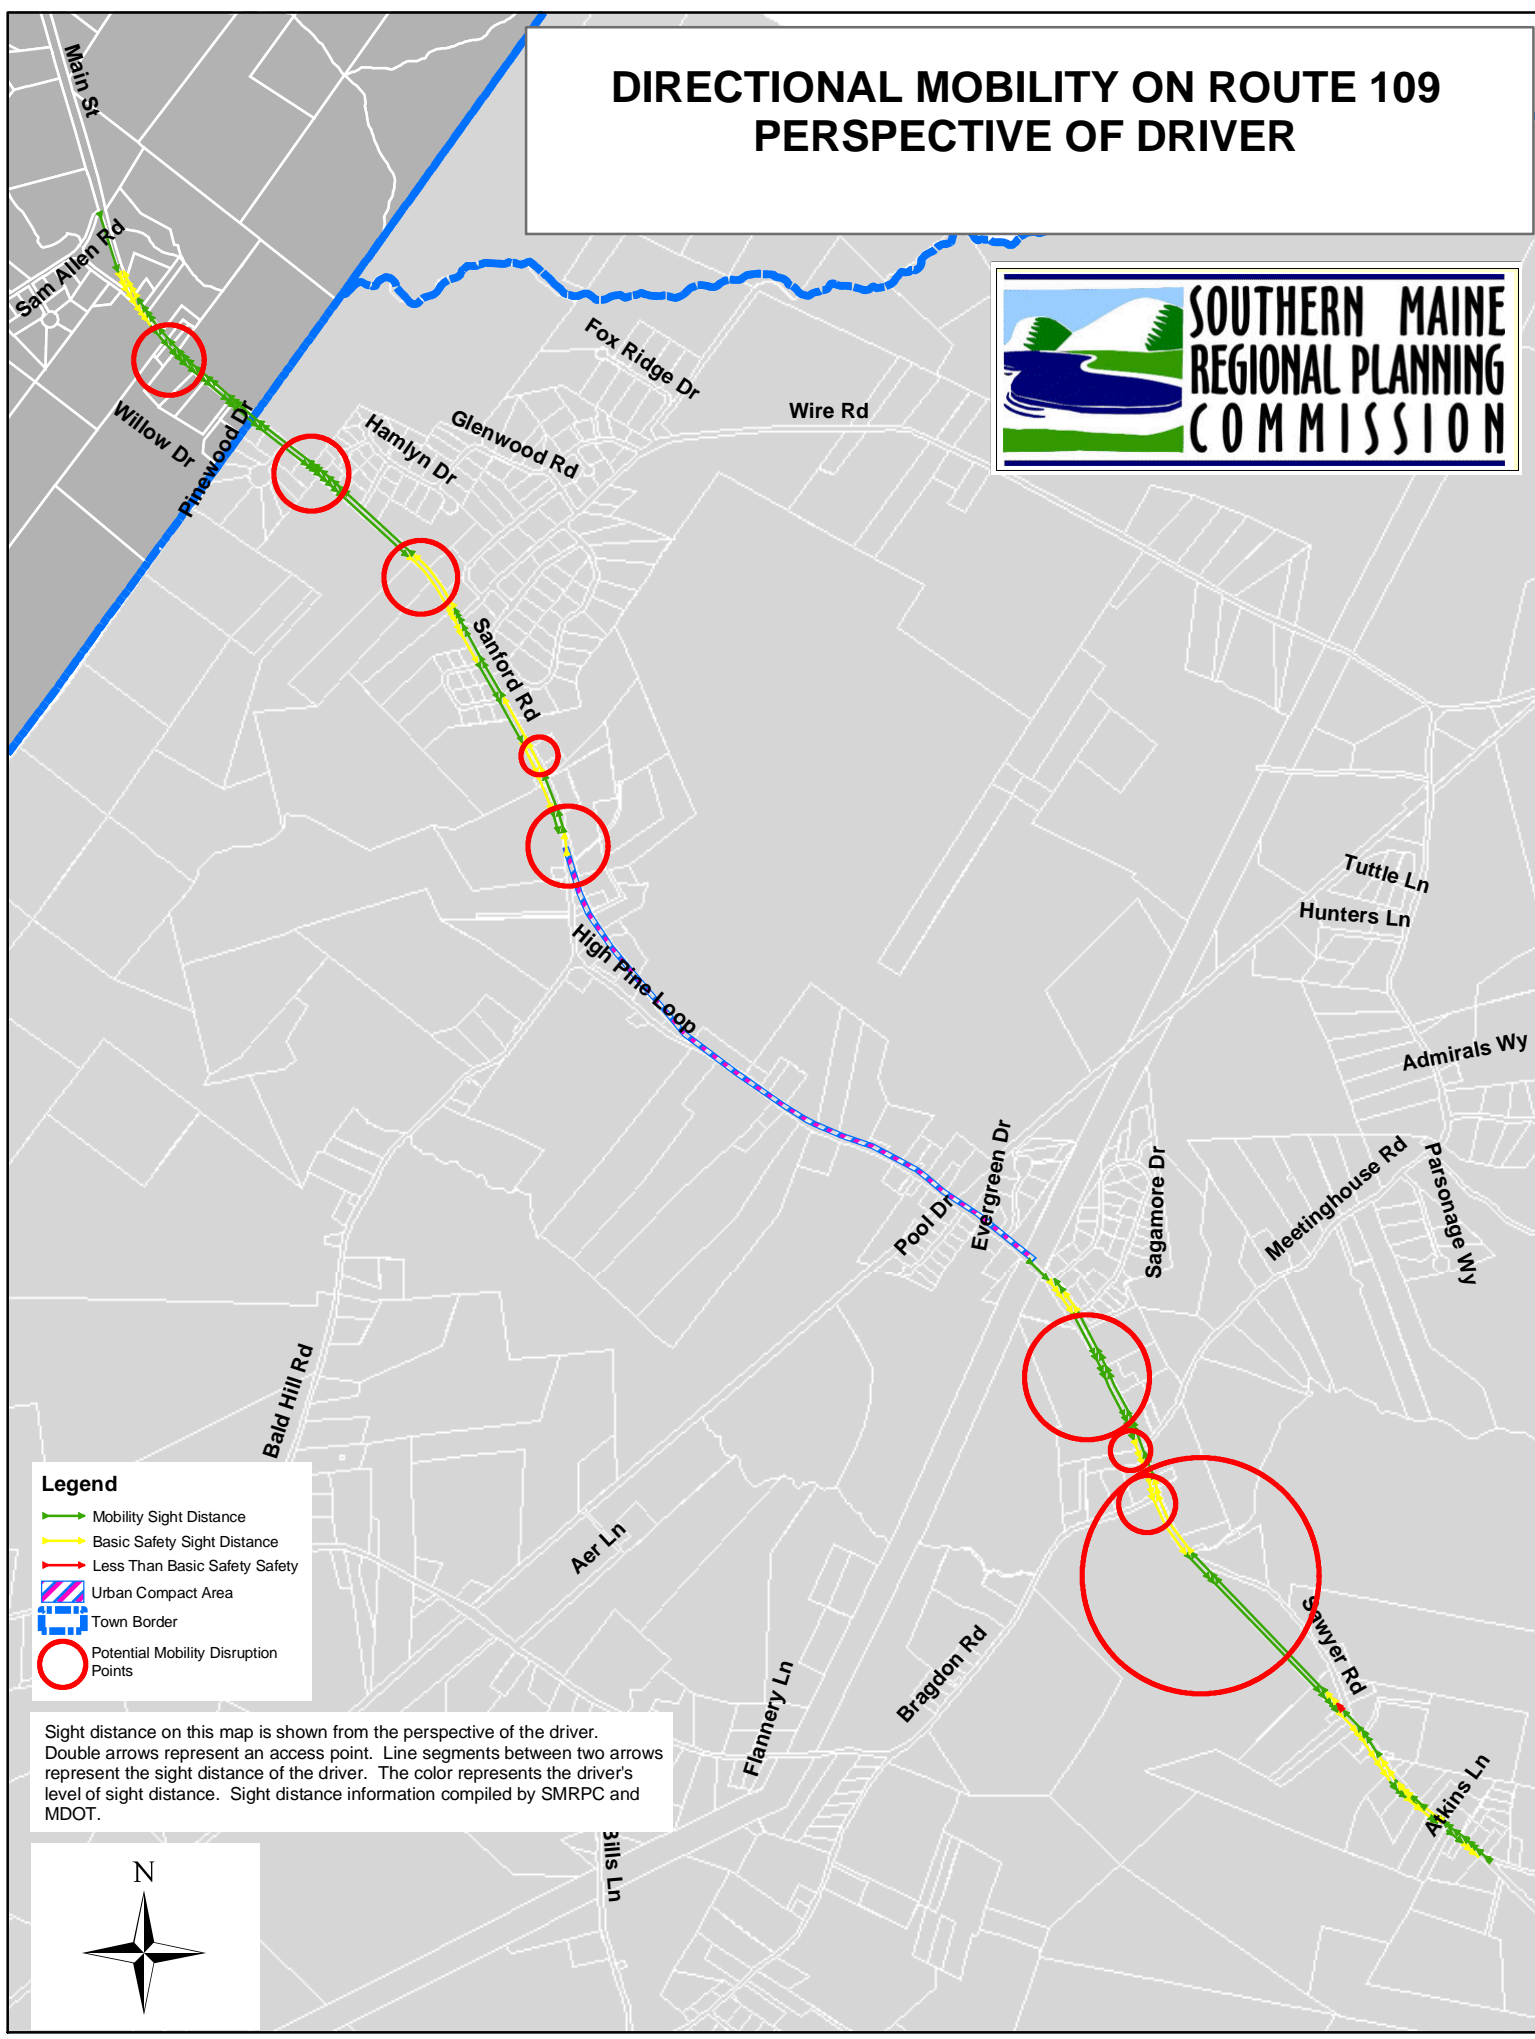 DIRECTIONAL MOBILITY ON ROUTE 109
PERSPECTIVE OF DRIVER
SOUTHERN MAINE
REGIONAL PLANNING
COMMISSION
Main St
Sam Allen Rd
Willow Dr
Pinewood Dr
Hamlyn Dr
Glenwood Rd
Fox Ridge Dr
Wire Rd
Sanford Rd
High Pine Loop
Tuttle Ln
Hunters Ln
Admirals Wy
Parsonage Wy
Meetinghouse Rd
Sagamore Dr
Evergreen Dr
Pool Dr
Bald Hill Rd
Aer Ln
Flannery Ln
Bragdon Rd
Sawyer Rd
Atkins Ln
Bills Ln
Legend
Mobility Sight Distance
Basic Safety Sight Distance
Less Than Basic Safety Safety
Urban Compact Area
Town Border
Potential Mobility Disruption
Points
Sight distance on this map is shown from the perspective of the driver.
Double arrows represent an access point. Line segments between two arrows
represent the sight distance of the driver. The color represents the driver's
level of sight distance. Sight distance information compiled by SMRPC and
MDOT.
N